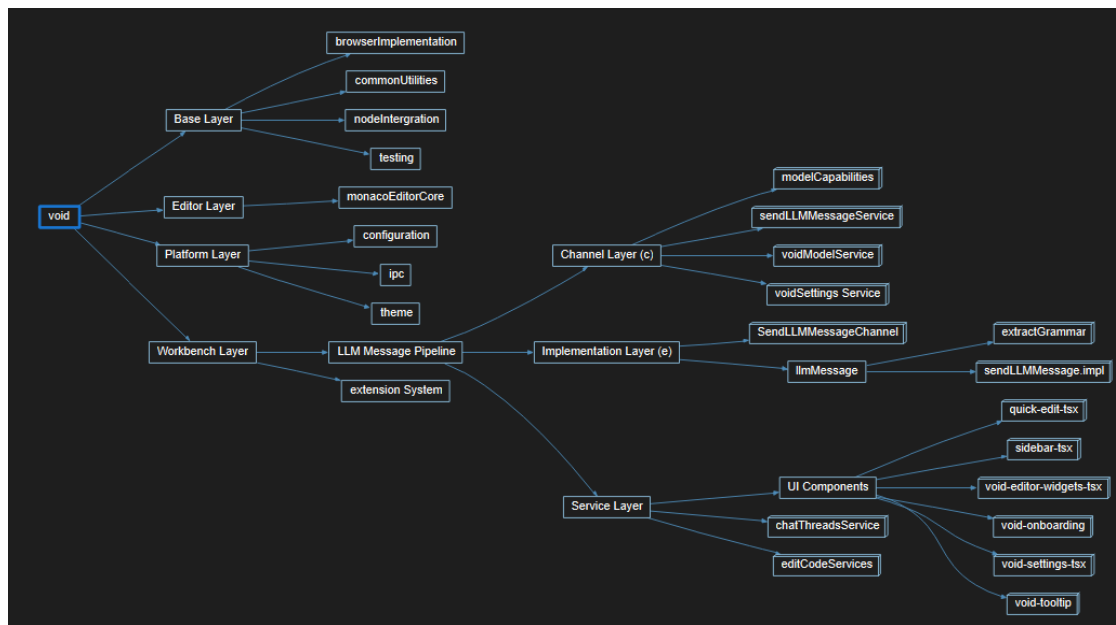 void
Base Layer
browserImplementation
commonUtilities
nodeIntergration
testing
Editor Layer
monacoEditorCore
Platform Layer
configuration
ipc
theme
Workbench Layer
LLM Message Pipeline
extension System
Channel Layer (c)
modelCapabilities
sendLLMMessageService
voidModelService
voidSettings Service
Implementation Layer (e)
SendLLMMessageChannel
llmMessage
extractGrammar
sendLLMMessage.impl
Service Layer
UI Components
quick-edit-tsx
sidebar-tsx
void-editor-widgets-tsx
void-onboarding
void-settings-tsx
void-tooltip
chatThreadsService
editCodeServices